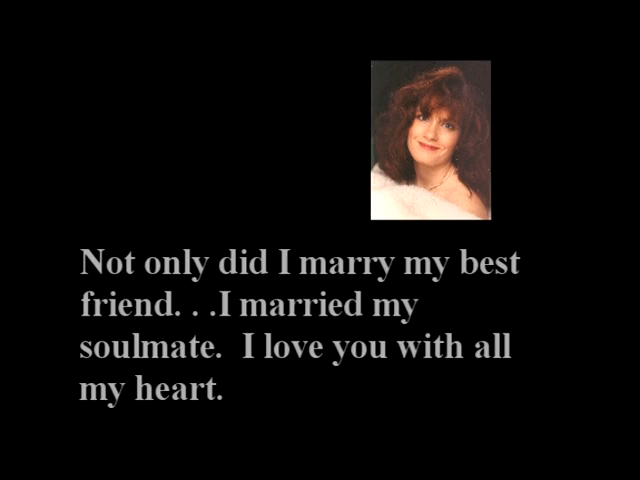 Not only did I marry my best
friend. . .I married my
soulmate.  I love you with all
my heart.